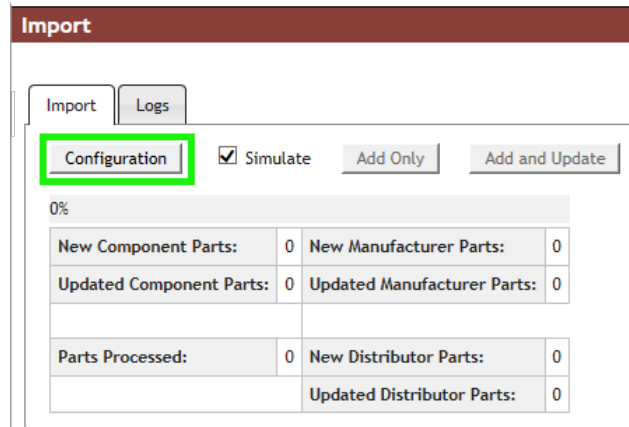 Import
Import Logs
Configuration Simulate Add Only Add and Update
0%
New Component Parts: 0 New Manufacturer Parts: 0
Updated Component Parts: 0 Updated Manufacturer Parts: 0
Parts Processed: 0 New Distributor Parts: 0
Updated Distributor Parts: 0